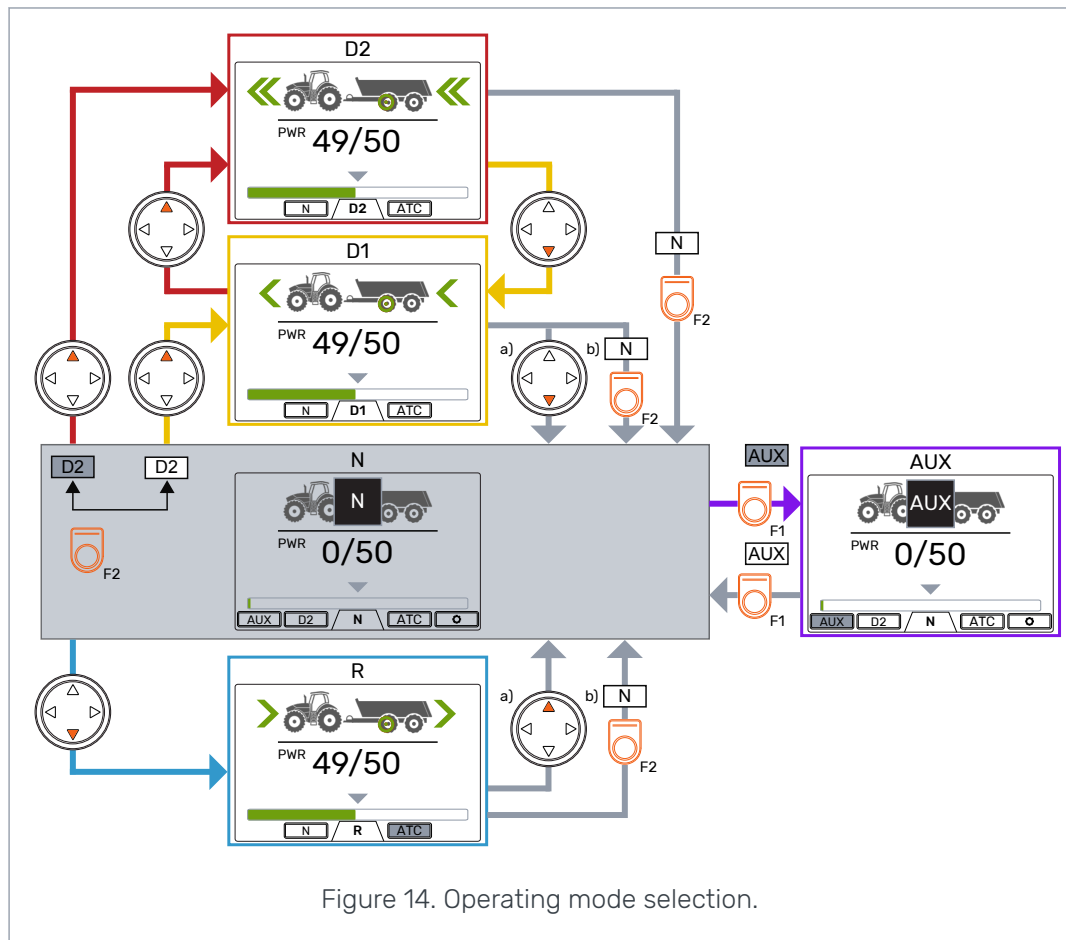 D2
PWR 49/50
N D2 ATC
N
F2
D1
PWR 49/50
N D1 ATC
a)
b) N
F2
D2 D2
F2
N
N
PWR 0/50
AUX D2 N ATC
AUX
F1
AUX
F1
AUX
AUX
PWR 0/50
AUX D2 N ATC
R
PWR 49/50
N R ATC
a)
b) N
F2
Figure 14. Operating mode selection.